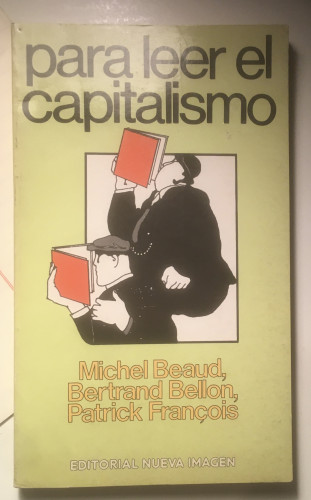 para leer el
capitalismo
Michel Beaud,
Bertrand Bellon,
Patrick François
EDITORIAL NUEVA IMAGEN